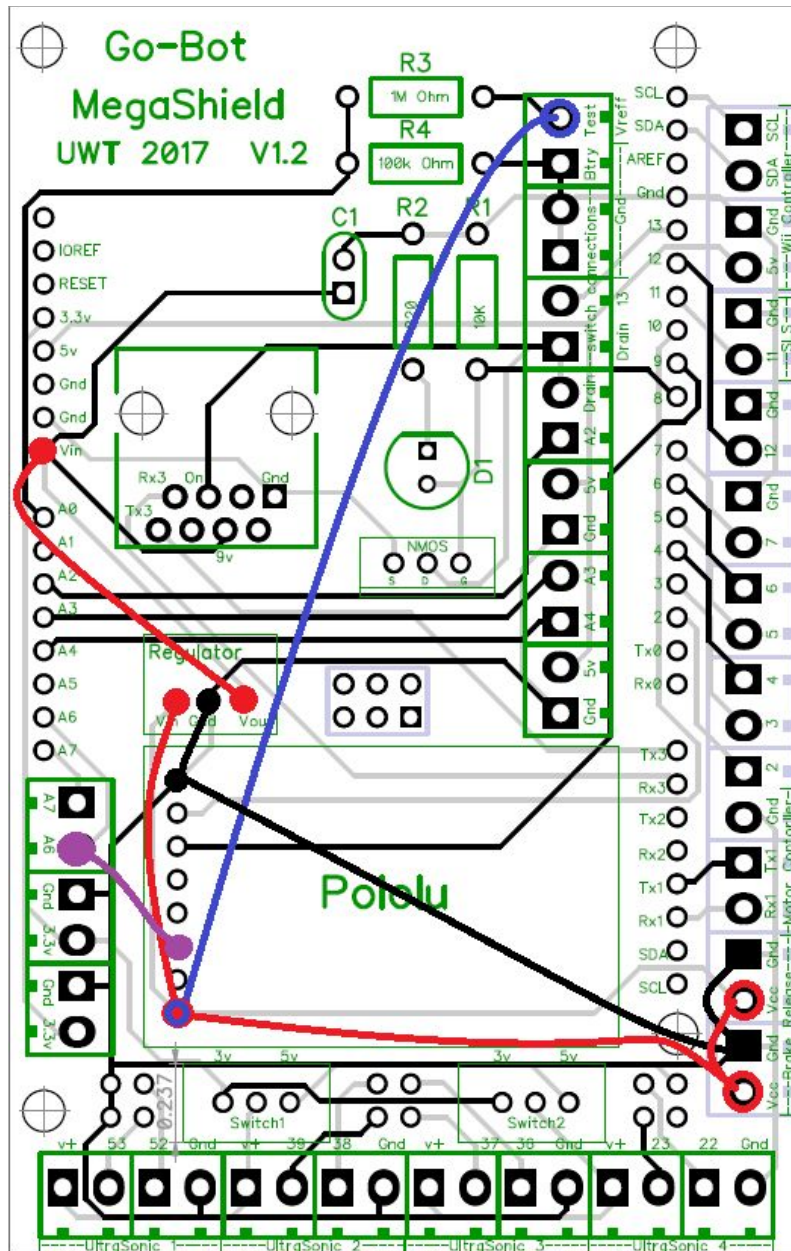 Go-Bot
MegaShield
UWT 2017 V1.2
R3
1M Ohm
R4
100k Ohm
C1
R2
R1
10K
D1
NMOS
S D G
IOREF
RESET
3.3v
5v
Gnd
Gnd
Vin
A0
A1
A2
A3
A4
A5
A6
A7
Rx3 On Gnd
Tx3
9v
Regulator
Vin Gnd Vou
Pololu
Test
Vreff
Btry
Gnd
switch connections
13
Drain
Drain
A2
5v
Gnd
A3
A4
5v
Gnd
SCL
SDA
AREF
Gnd
13
12
11
10
9
8
7
6
5
4
3
2
Tx0
Rx0
Tx3
Rx3
Tx2
Rx2
Tx1
Rx1
SDA
SCL
SCL
SDA
Gnd
5v
Wii Controller
Gnd
11
SLS
Gnd
12
Gnd
7
6
5
4
3
2
Gnd
Tx1
Rx1
Motor Contorller
Gnd
Vcc
Gnd
Vcc
Brake Release
A7
A6
Gnd
3.3v
Gnd
3.3v
0.237
3v 5v
Switch1
3v 5v
Switch2
v+ 53 52 Gnd v+ 39 38 Gnd v+ 37 36 Gnd v+ 23 22 Gnd
UltraSonic 1 UltraSonic 2 UltraSonic 3 UltraSonic 4